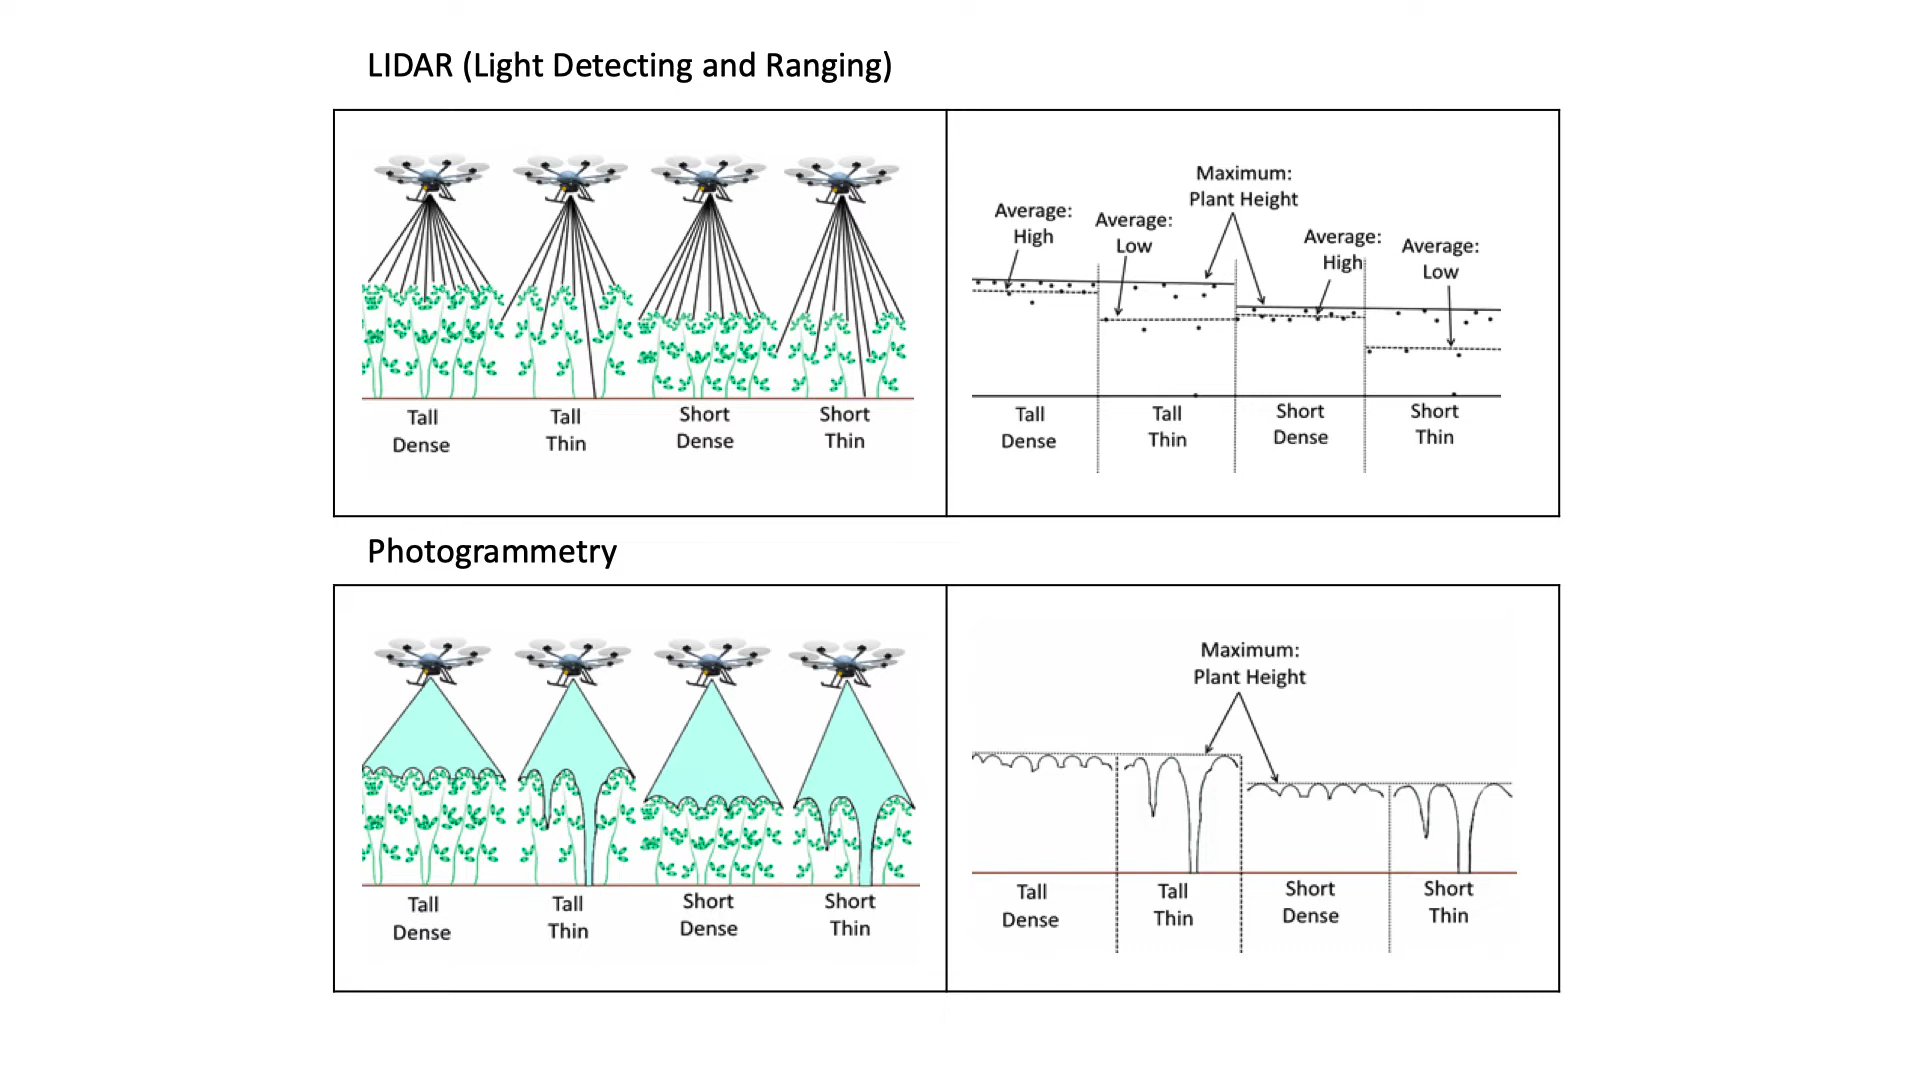 LIDAR (Light Detecting and Ranging)
Tall
Dense
Tall
Thin
Short
Dense
Short
Thin
Maximum:
Plant Height
Average:
High
Average:
Low
Average:
High
Average:
Low
Tall
Dense
Tall
Thin
Short
Dense
Short
Thin
Photogrammetry
Tall
Dense
Tall
Thin
Short
Dense
Short
Thin
Maximum:
Plant Height
Tall
Dense
Tall
Thin
Short
Dense
Short
Thin